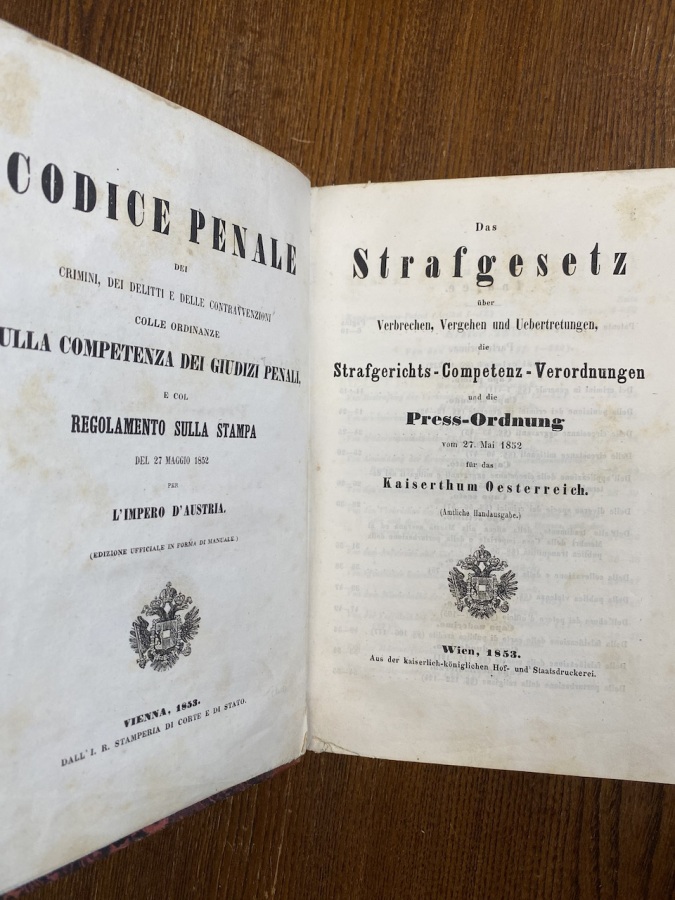 CODICE PENALE
DEI
CRIMINI, DEI DELITTI E DELLE CONTRAVVENZIONI
COLLE ORDINANZE
ULLA COMPETENZA DEI GIUDIZI PENALI,
E COL
REGOLAMENTO SULLA STAMPA
DEL 27 MAGGIO 1852
PER
L'IMPERO D'AUSTRIA.
(EDIZIONE UFFICIALE IN FORMA DI MANUALE.)
VIENNA, 1853.
DALL' I. R. STAMPERIA DI CORTE E DI STATO.
Das
Strafgesetz
über
Verbrechen, Vergehen und Uebertretungen,
die
Strafgerichts-Competenz-Verordnungen
und die
Press-Ordnung
vom 27. Mai 1852
für das
Kaiserthum Oesterreich.
(Amtliche Handausgabe.)
Wien, 1853.
Aus der kaiserlich-königlichen Hof- und Staatsdruckerei.